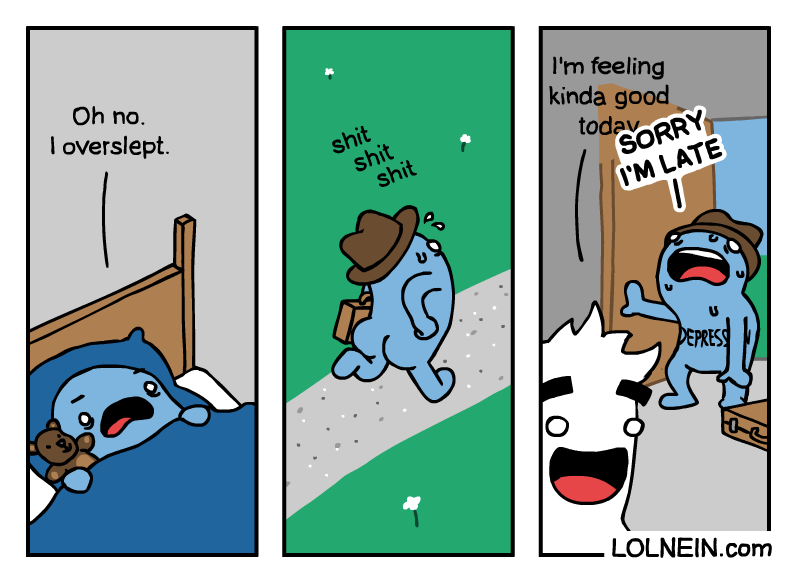 Oh no.
I overslept.
shit
shit
shit
I'm feeling
kinda good
today
SORRY
I'M LATE
DEPRESS
LOLNEIN.com